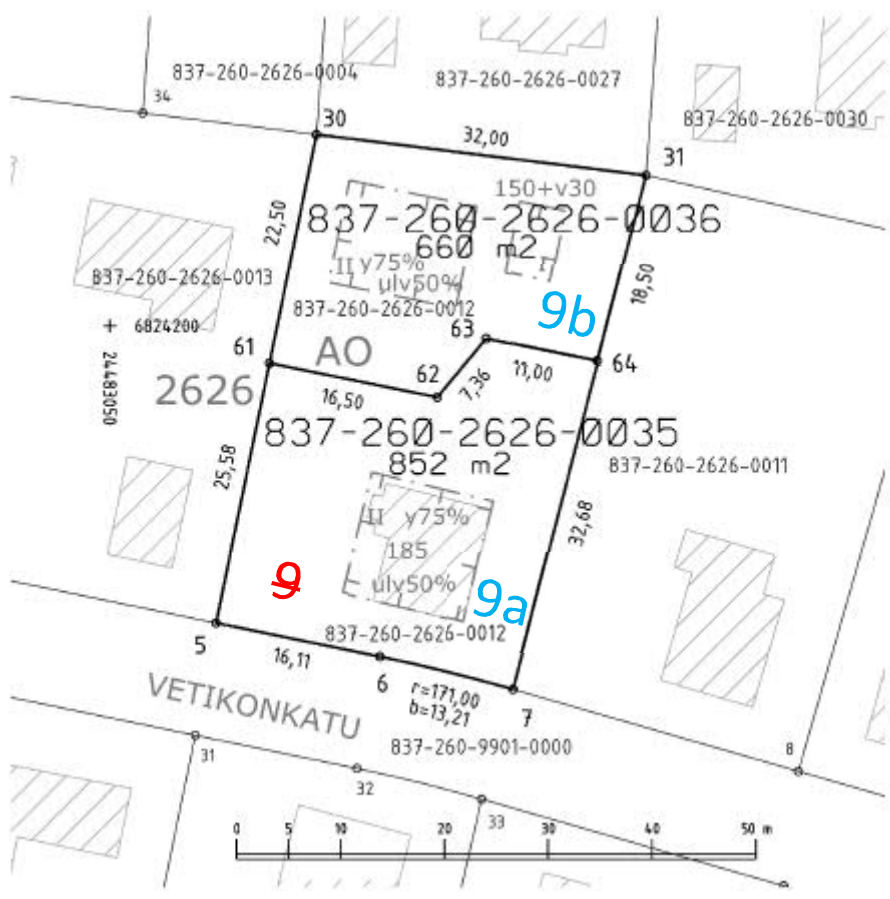 837-260-2626-0004
837-260-2626-0027
34
30
837-260-2626-0030
32,00
31
150+v30
22,50
837-260-2626-0036
660 m2
II y75%
I
ulv50%
18,50
837-260-2626-0013
837-260-2626-0012
9b
+ 6824200
24483050
63
61
AO
64
62
11,00
7,36
2626
16,50
837-260-2626-0035
852 m2
837-260-2626-0011
25,58
II y75%
32,68
185
9
ulv50%
9a
837-260-2626-0012
5
16,11
6
r=171,00
b=13,21
7
VETIKONKATU
837-260-9901-0000
8
31
32
33
0 5 10 20 30 40 50 m